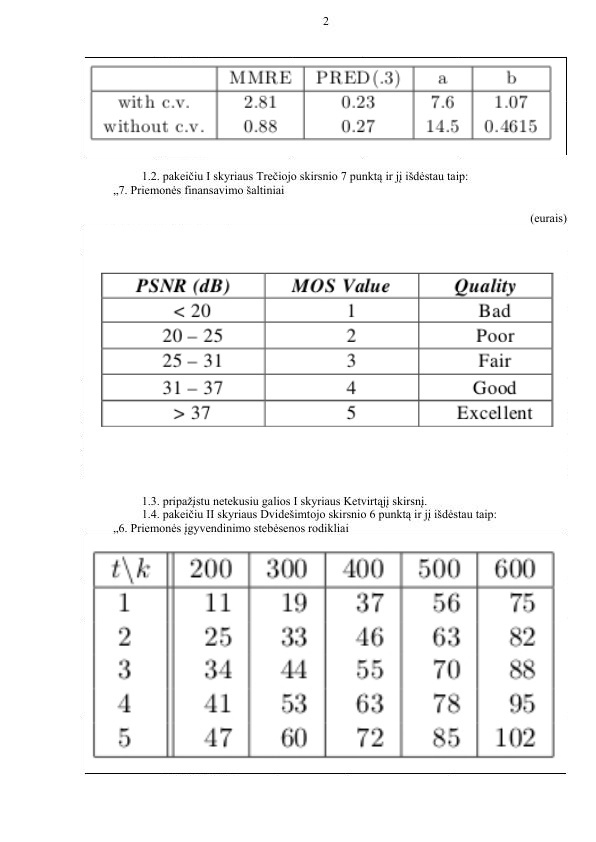 2
MMRE PRED(.3) a b
with c.v. 2.81 0.23 7.6 1.07
without c.v. 0.88 0.27 14.5 0.4615
1.2. pakeičiu I skyriaus Trečiojo skirsnio 7 punktą ir jį išdėstau taip:
„7. Priemonės finansavimo šaltiniai
(eurais)
PSNR (dB) MOS Value Quality
< 20 1 Bad
20 – 25 2 Poor
25 – 31 3 Fair
31 – 37 4 Good
> 37 5 Excellent
1.3. pripažįstu netekusiu galios I skyriaus Ketvirtąjį skirsnį.
1.4. pakeičiu II skyriaus Dvidešimtojo skirsnio 6 punktą ir jį išdėstau taip:
„6. Priemonės įgyvendinimo stebėsenos rodikliai
t\k 200 300 400 500 600
1 11 19 37 56 75
2 25 33 46 63 82
3 34 44 55 70 88
4 41 53 63 78 95
5 47 60 72 85 102